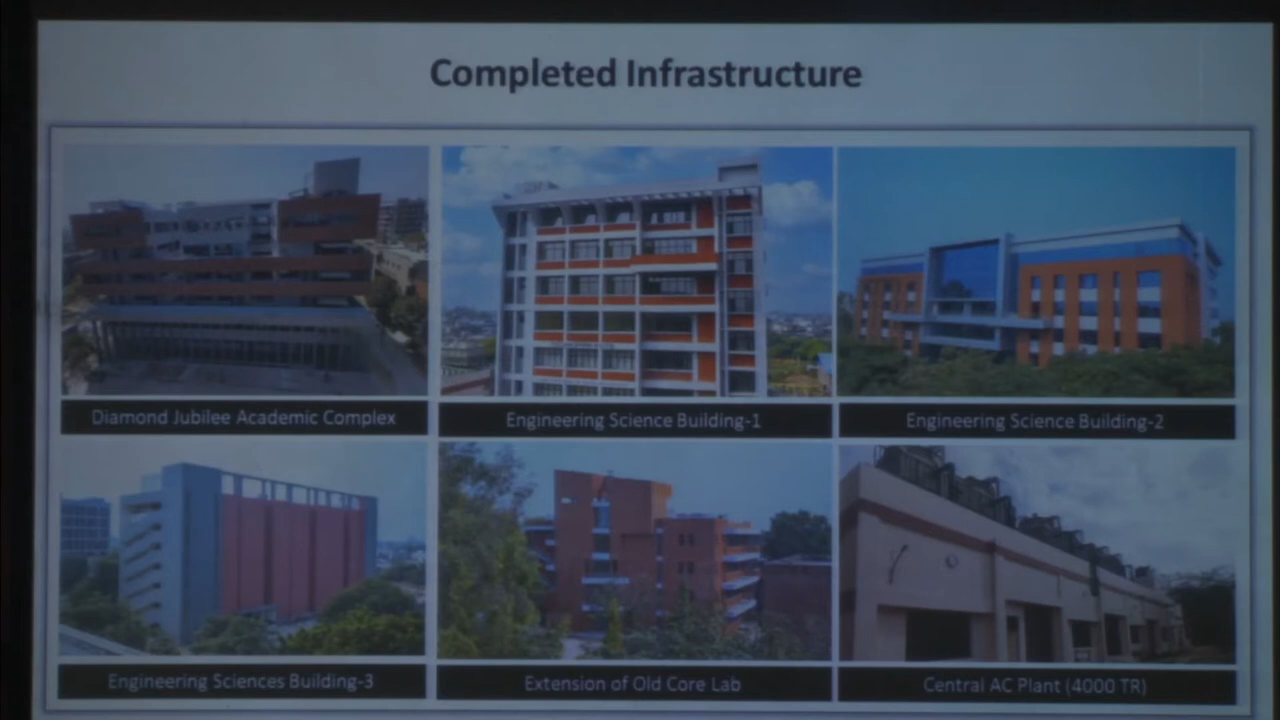 Completed Infrastructure
Diamond Jubilee Academic Complex
Engineering Science Building-1
Engineering Science Building-2
Engineering Sciences Building-3
Extension of Old Core Lab
Central AC Plant (4000 TR)